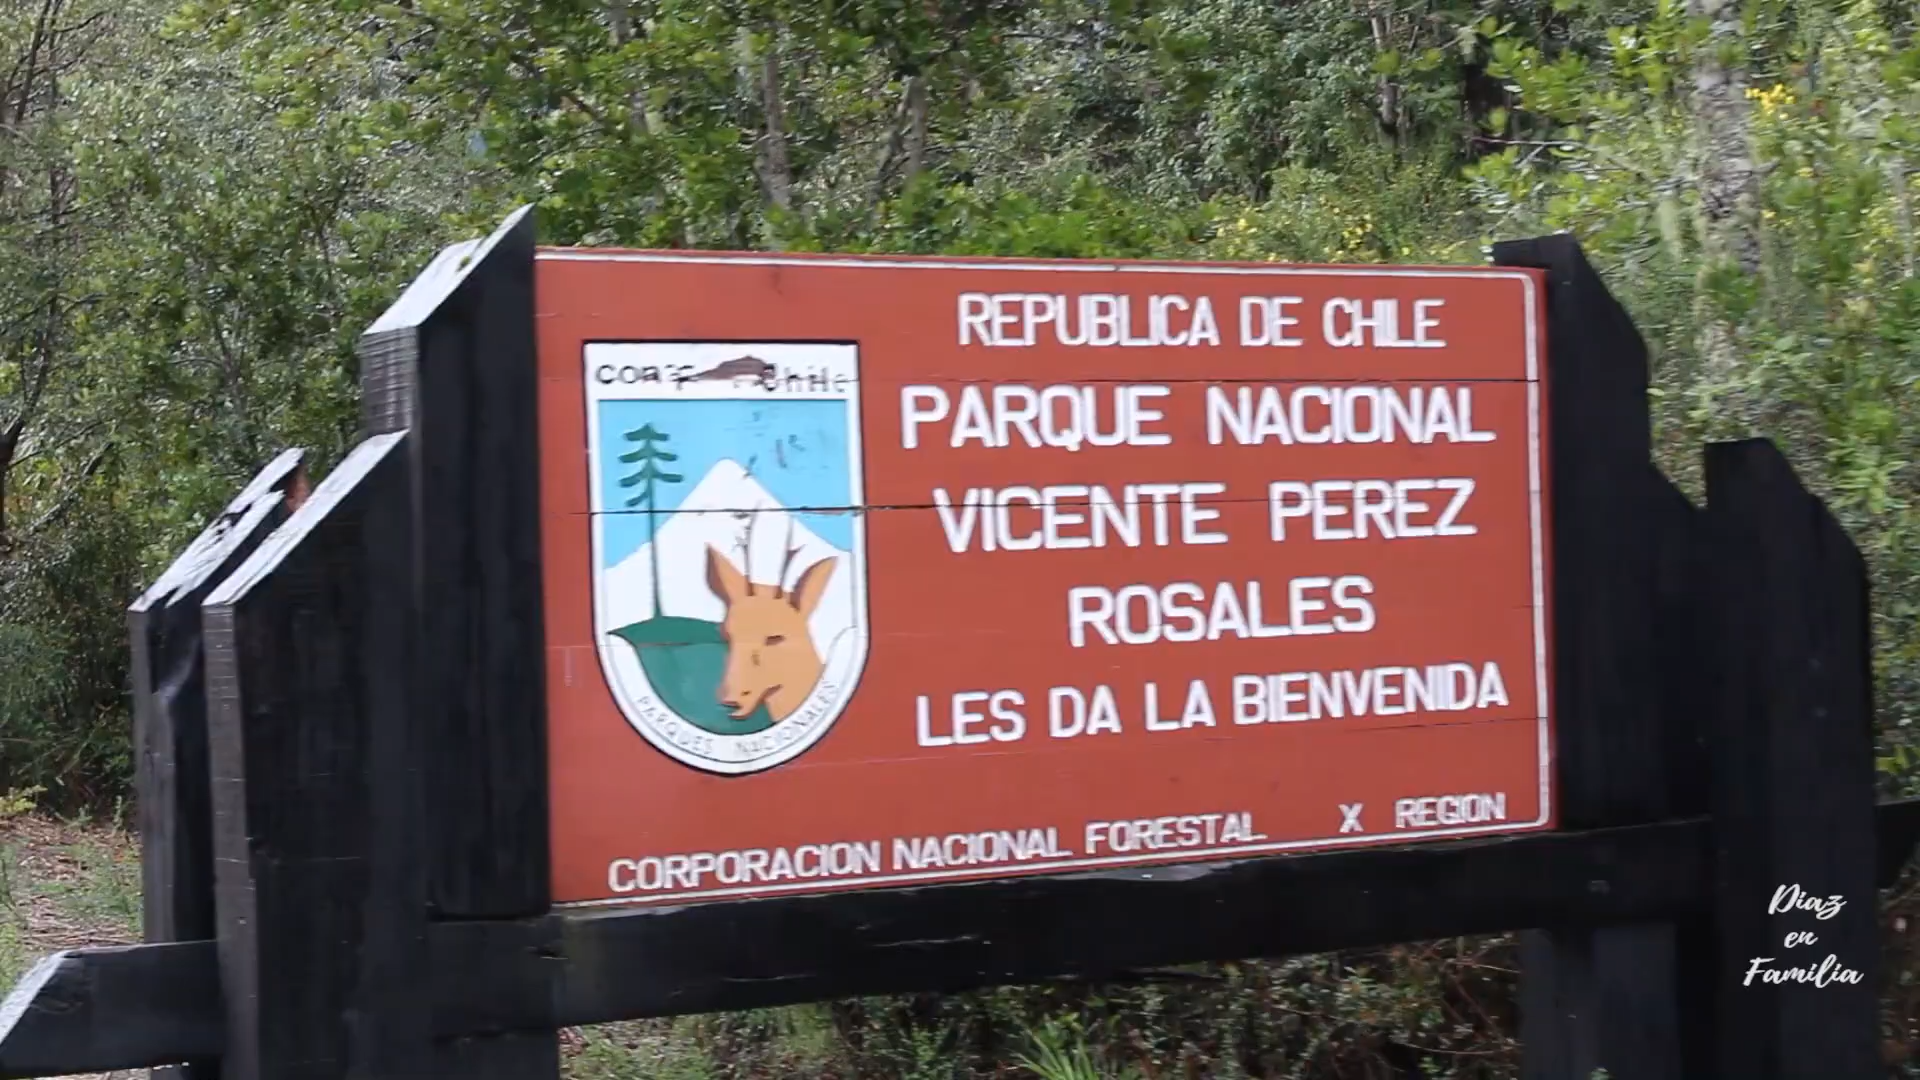 REPUBLICA DE CHILE
PARQUE NACIONAL
VICENTE PEREZ
ROSALES
LES DA LA BIENVENIDA
CORPORACION NACIONAL FORESTAL X REGION
Chile
PARQUES NACIONALES
Diaz
en
Familia